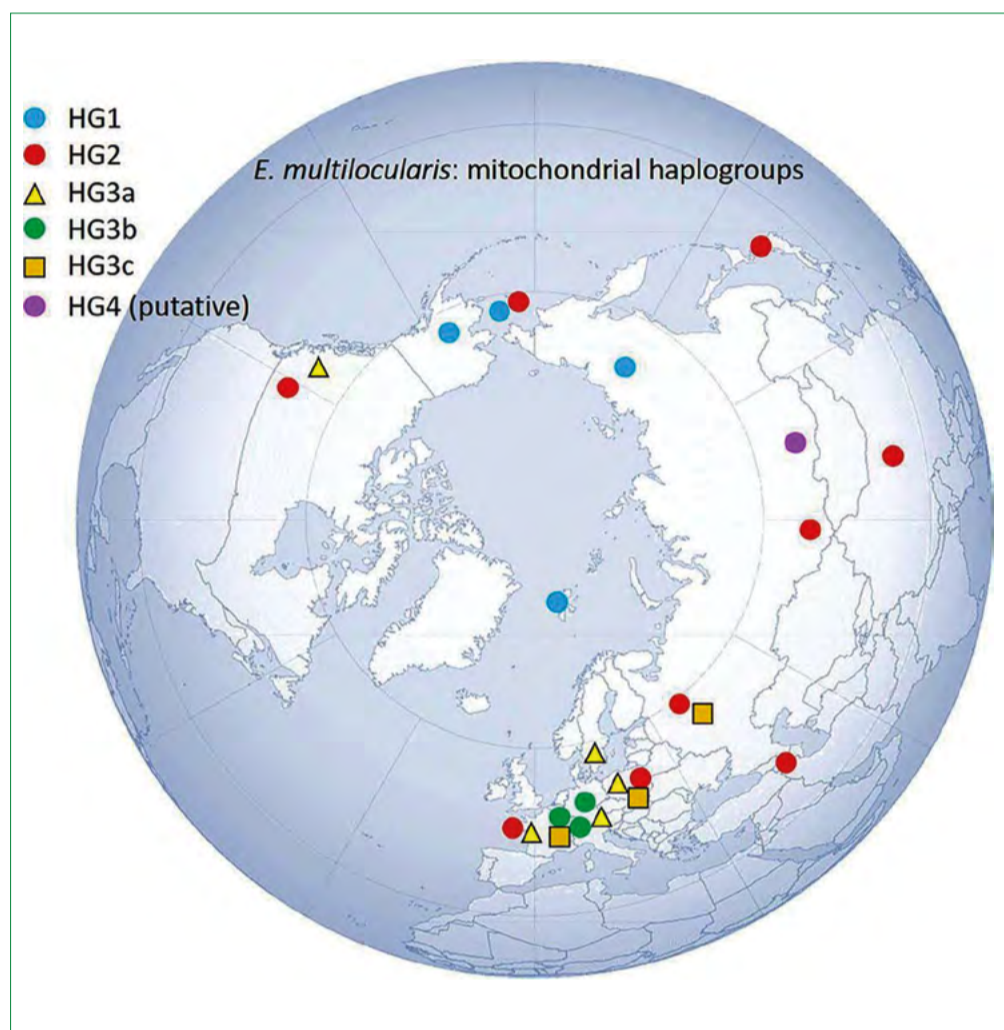 HG1
HG2
E. multilocularis: mitochondrial haplogroups
HG3a
HG3b
HG3c
HG4 (putative)